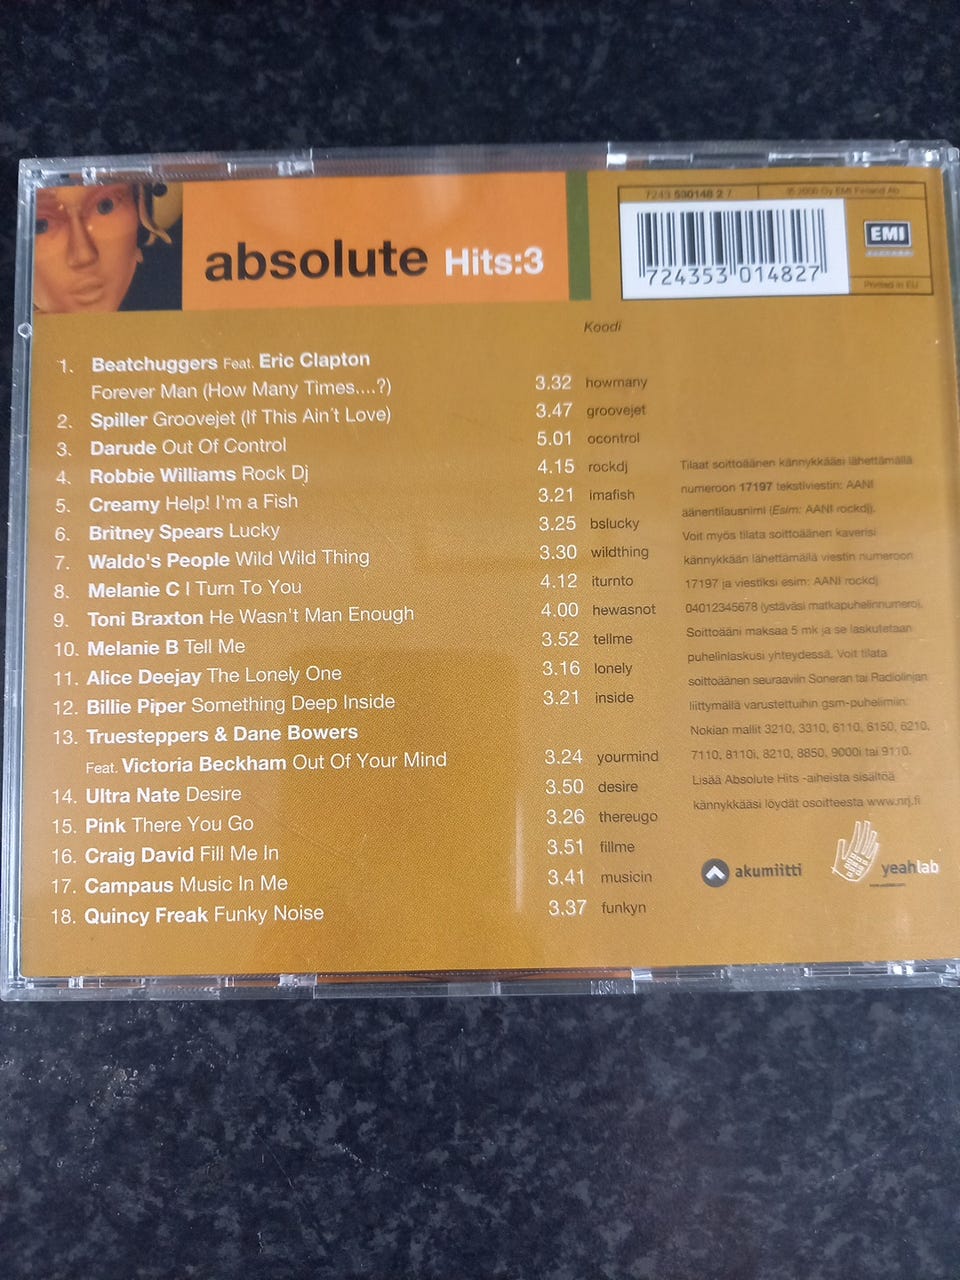 absolute Hits:3
7243 530148 2 7
℗ 2000 Oy EMI Finland Ab
724353 014827
EMI
Printed in EU
Koodi
1. Beatchuggers Feat. Eric Clapton
Forever Man (How Many Times....?) 3.32 howmany
2. Spiller Groovejet (If This Ain´t Love) 3.47 groovejet
3. Darude Out Of Control 5.01 ocontrol
4. Robbie Williams Rock Dj 4.15 rockdj
5. Creamy Help! I'm a Fish 3.21 imafish
6. Britney Spears Lucky 3.25 bslucky
7. Waldo's People Wild Wild Thing 3.30 wildthing
8. Melanie C I Turn To You 4.12 iturnto
9. Toni Braxton He Wasn't Man Enough 4.00 hewasnot
10. Melanie B Tell Me 3.52 tellme
11. Alice Deejay The Lonely One 3.16 lonely
12. Billie Piper Something Deep Inside 3.21 inside
13. Truesteppers & Dane Bowers
Feat. Victoria Beckham Out Of Your Mind 3.24 yourmind
14. Ultra Nate Desire 3.50 desire
15. Pink There You Go 3.26 thereugo
16. Craig David Fill Me In 3.51 fillme
17. Campaus Music In Me 3.41 musicin
18. Quincy Freak Funky Noise 3.37 funkyn
Tilaat soittoäänen kännykkääsi lähettämällä
numeroon 17197 tekstiviestin: AANI
äänentilausnimi (Esim: AANI rockdj).
Voit myös tilata soittoäänen kaverisi
kännykkään lähettämällä viestin numeroon
17197 ja viestiksi esim: AANI rockdj
04012345678 (ystäväsi matkapuhelinnumero).
Soittoääni maksaa 5 mk ja se laskutetaan
puhelinlaskusi yhteydessä. Voit tilata
soittoäänen seuraaviin Soneran tai Radiolinjan
liittymällä varustettuihin gsm-puhelimiin:
Nokian mallit 3210, 3310, 6110, 6150, 6210,
7110, 8110i, 8210, 8850, 9000i tai 9110.
Lisää Absolute Hits -aiheista sisältöä
kännykkääsi löydät osoitteesta www.nrj.fi
akumiitti
yeahlab